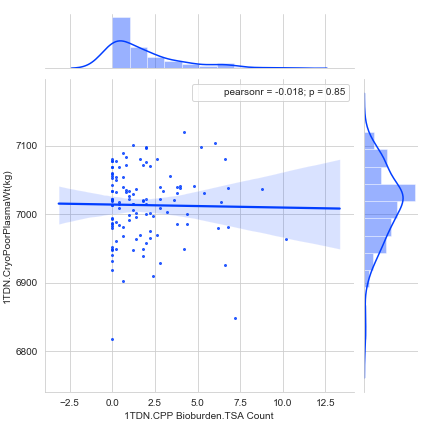 pearsonr = -0.018; p = 0.85
7100
7000
6900
6800
1TDN.CryoPoorPlasmaWt(kg)
−2.5 0.0 2.5 5.0 7.5 10.0 12.5
1TDN.CPP Bioburden.TSA Count